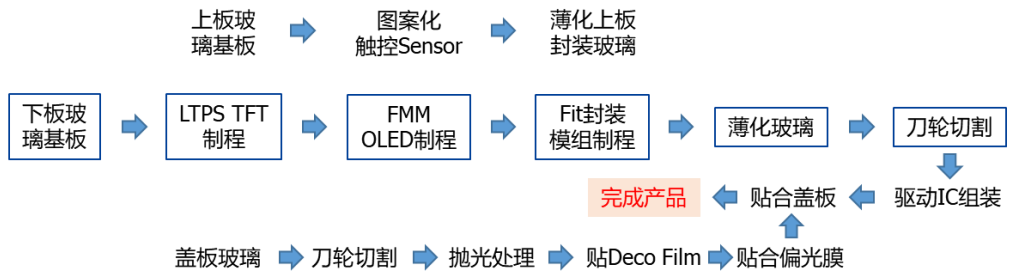 上板玻
璃基板
图案化
触控Sensor
薄化上板
封装玻璃
下板玻
璃基板
LTPS TFT
制程
FMM
OLED制程
Fit封装
模组制程
薄化玻璃
刀轮切割
完成产品
贴合盖板
驱动IC组装
盖板玻璃
刀轮切割
抛光处理
贴Deco Film
贴合偏光膜